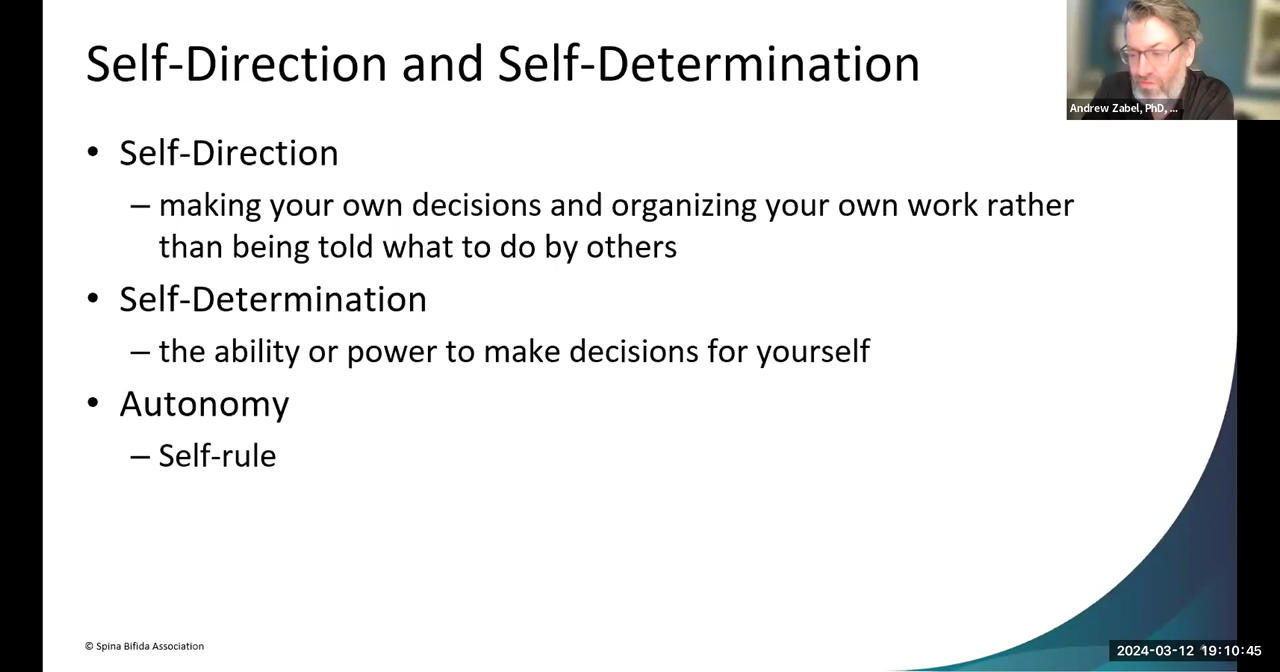 Self-Direction and Self-Determination
Andrew Zabel, PhD, ...
• Self-Direction
– making your own decisions and organizing your own work rather
than being told what to do by others
• Self-Determination
– the ability or power to make decisions for yourself
• Autonomy
– Self-rule
© Spina Bifida Association
2024-03-12 19:10:45